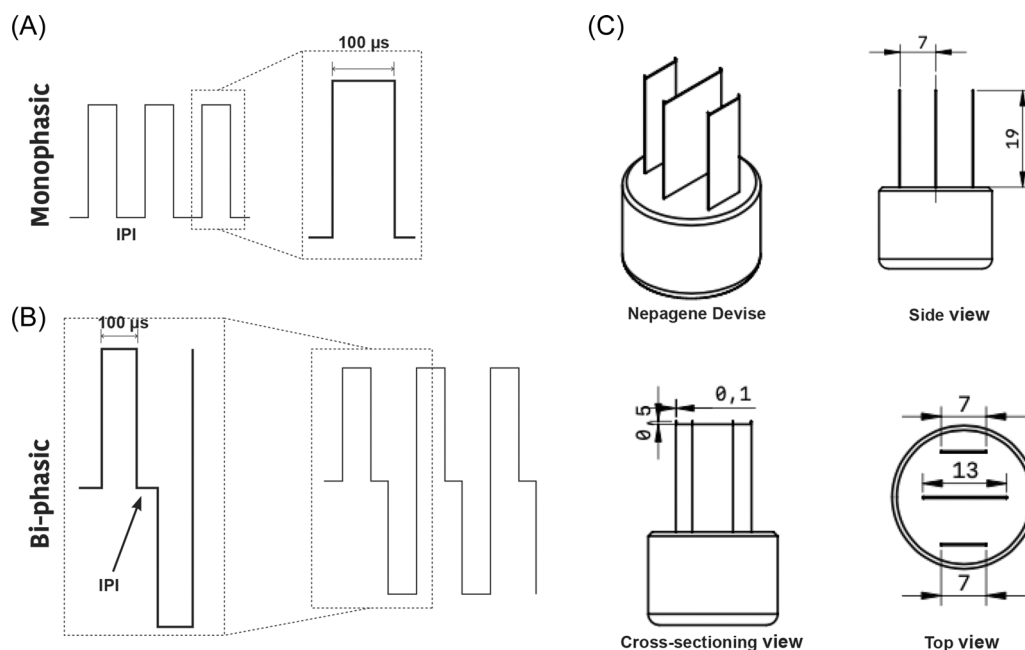 (A)
Monophasic
100 µs
IPI
(B)
Bi-phasic
100 µs
IPI
(C)
Nepagene Devise
7
19
Side view
0,5
0,1
Cross-sectioning view
7
13
7
Top view